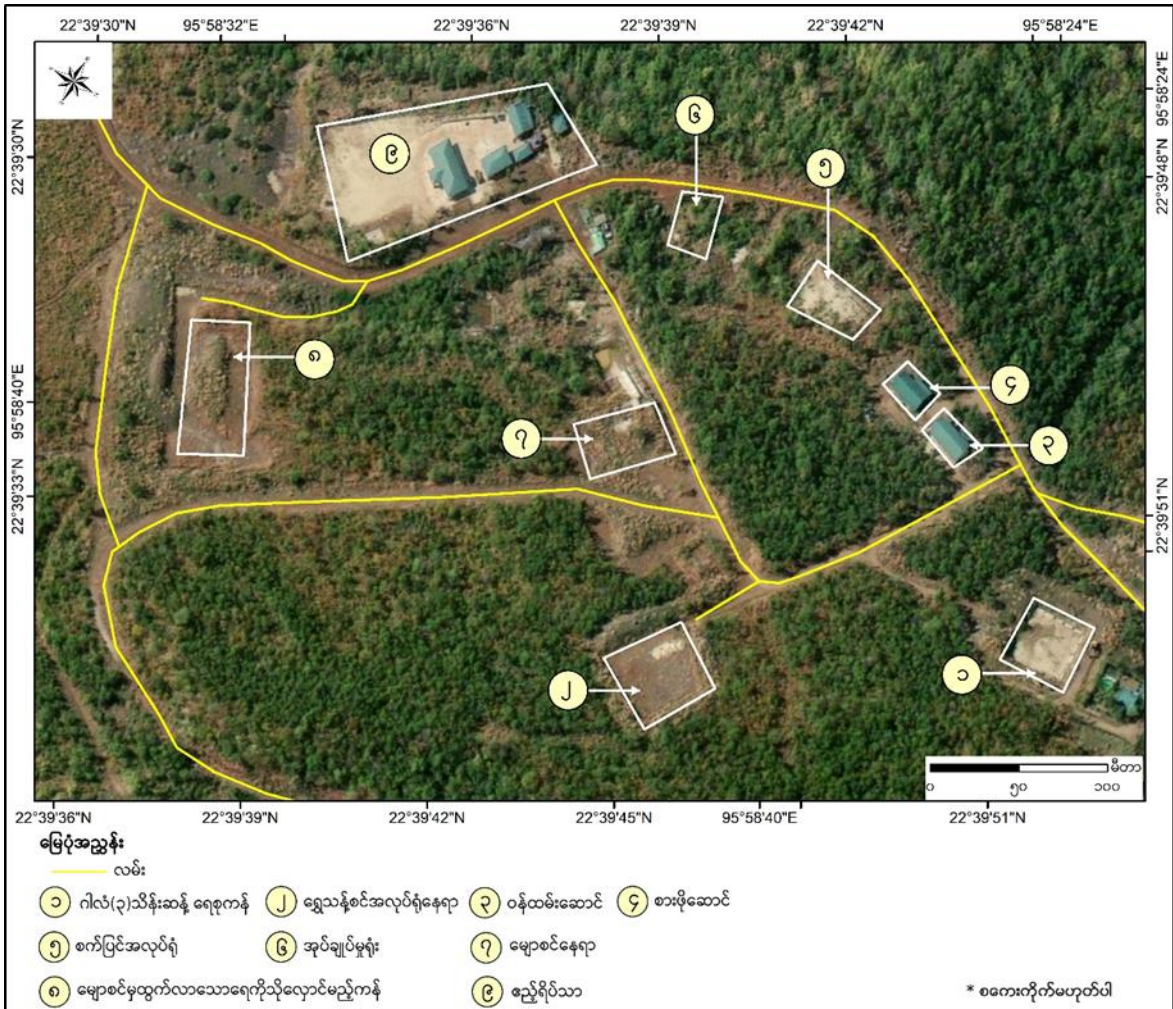 22°39'30"N 95°58'32"E 22°39'36"N 22°39'39"N 22°39'42"N 95°58'24"E
95°58'24"E
22°39'30"N
22°39'48"N
၆
၉
၅
၈
၄
95°58'40"E
၇
၃
22°39'33"N
22°39'51"N
၂
၁
မီတာ
၀ ၅၀ ၁၀၀
22°39'36"N 22°39'39"N 22°39'42"N 22°39'45"N 95°58'40"E 22°39'51"N
မြေပုံအညွှန်း
လမ်း
၁ ဂါလံ(၃)သိန်းဆန့် ရေစုကန် ၂ ရွှေသန့်စင်အလုပ်ရုံနေရာ ၃ ဝန်ထမ်းဆောင် ၄ စားဖိုဆောင်
၅ စက်ပြင်အလုပ်ရုံ ၆ အုပ်ချုပ်မှုရုံး ၇ မျောစင်နေရာ
၈ မျောစင်မှထွက်လာသောရေကိုသိုလှောင်မည့်ကန် ၉ ဧည့်ရိပ်သာ * စကေးကိုက်မဟုတ်ပါ